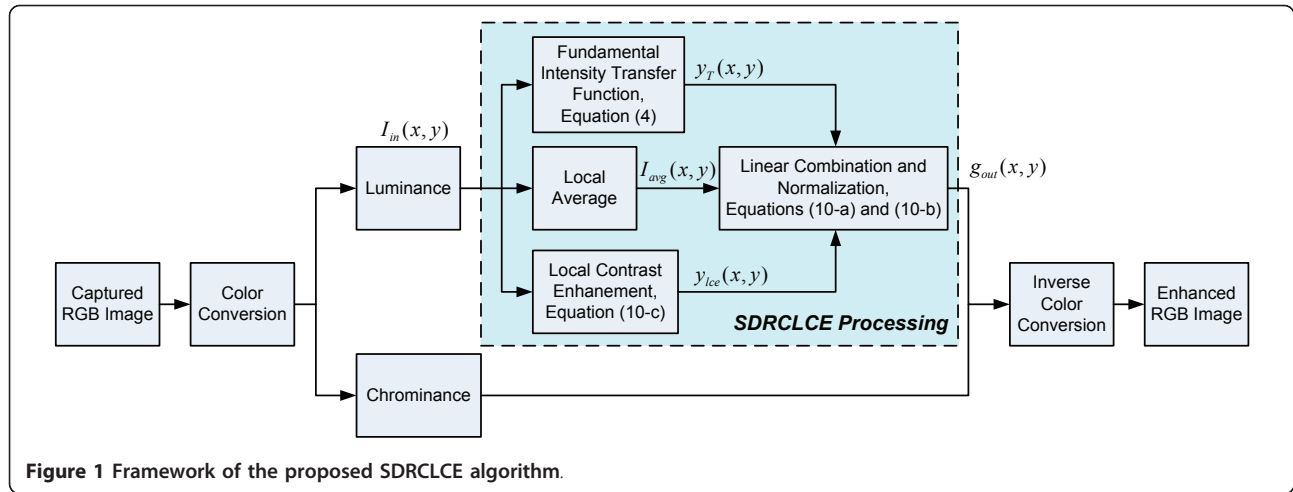 Fundamental
Intensity Transfer
Function,
Equation (4)
y_T(x, y)
I_in(x, y)
Luminance
Local
Average
I_avg(x, y)
Linear Combination and
Normalization,
Equations (10-a) and (10-b)
g_out(x, y)
Captured
RGB Image
Color
Conversion
Local Contrast
Enhanement,
Equation (10-c)
y_lce(x, y)
SDRCLCE Processing
Inverse
Color
Conversion
Enhanced
RGB Image
Chrominance
Figure 1 Framework of the proposed SDRCLCE algorithm.